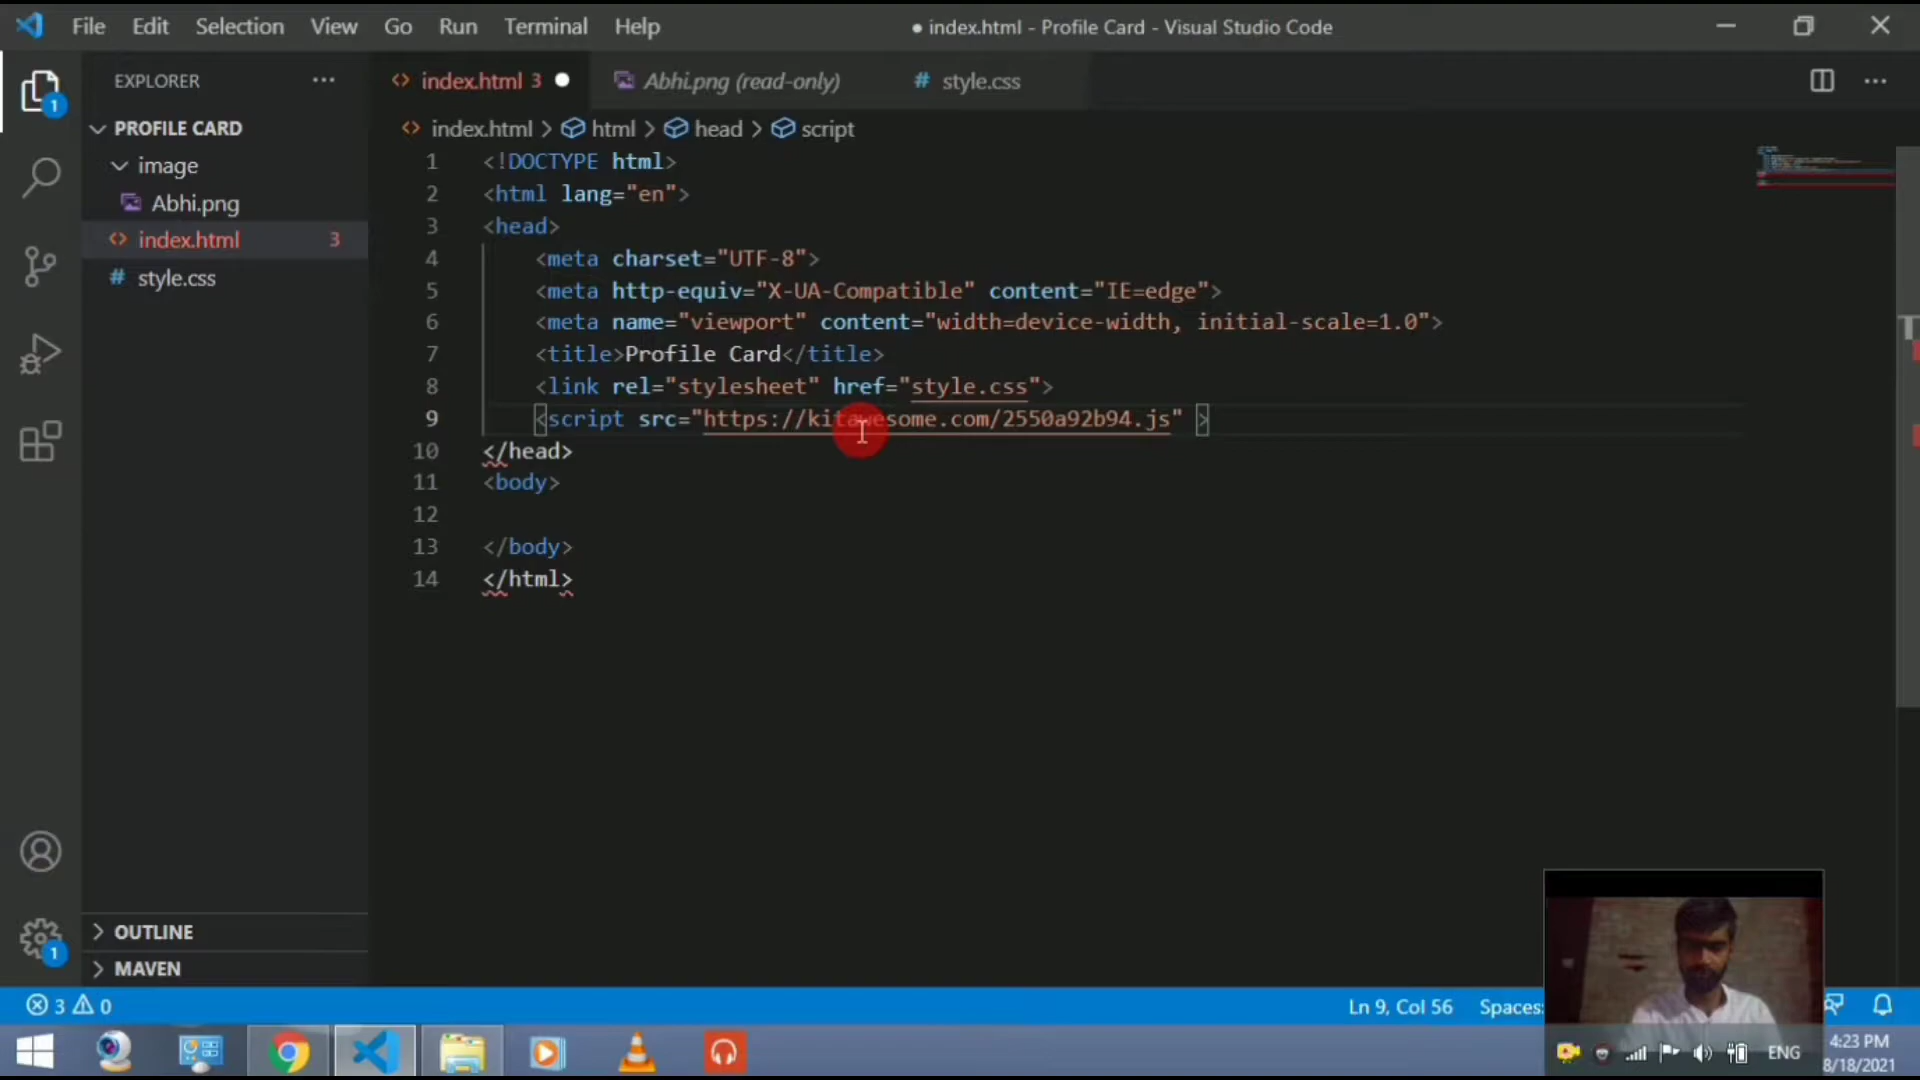 File Edit Selection View Go Run Terminal Help
● index.html - Profile Card - Visual Studio Code
EXPLORER ···
index.html 3 ●
Abhi.png (read-only)
# style.css
PROFILE CARD
image
Abhi.png
index.html 3
# style.css
index.html > html > head > script
1 <!DOCTYPE html>
2 <html lang="en">
3 <head>
4 <meta charset="UTF-8">
5 <meta http-equiv="X-UA-Compatible" content="IE=edge">
6 <meta name="viewport" content="width=device-width, initial-scale=1.0">
7 <title>Profile Card</title>
8 <link rel="stylesheet" href="style.css">
9 <script src="https://kitawesome.com/2550a92b94.js" >
10 </head>
11 <body>
12
13 </body>
14 </html>
1
1
OUTLINE
MAVEN
3 0
Ln 9, Col 56
Spaces:
ENG
4:23 PM
8/18/2021